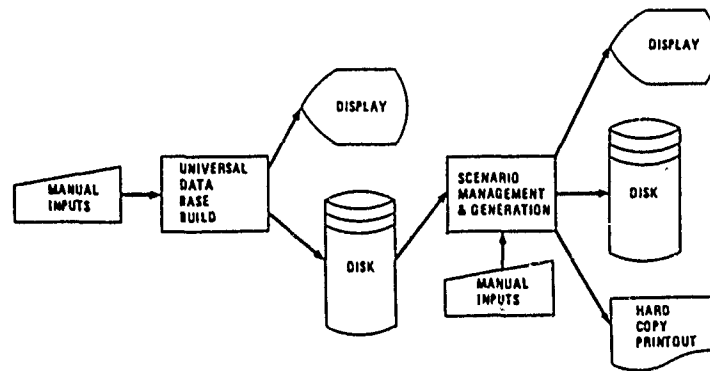 MANUAL
INPUTS
UNIVERSAL
DATA
BASE
BUILD
DISPLAY
DISK
SCENARIO
MANAGEMENT
& GENERATION
MANUAL
INPUTS
DISPLAY
DISK
HARD
COPY
PRINTOUT